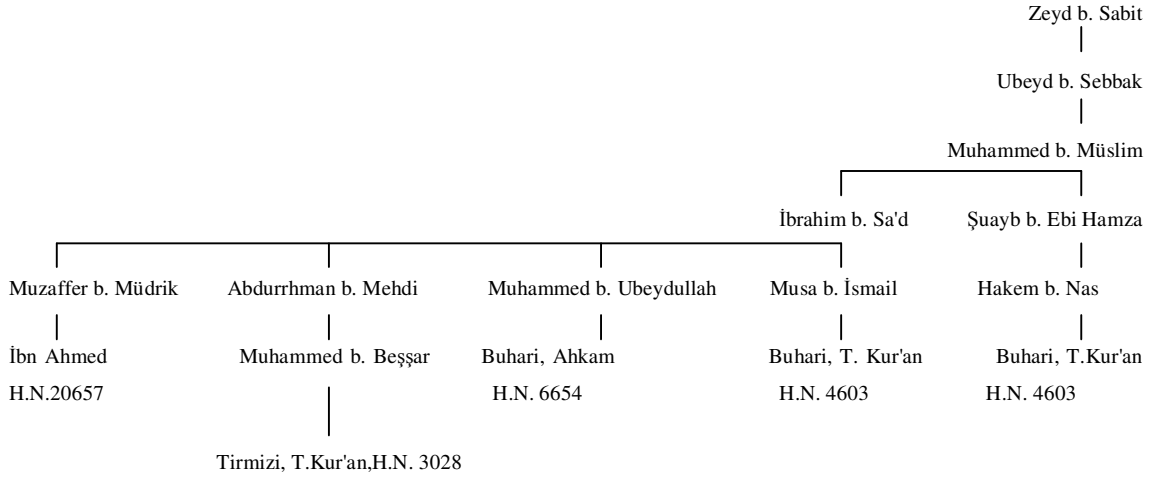 Zeyd b. Sabit
Ubeyd b. Sebbak
Muhammed b. Müslim
İbrahim b. Sa'd Şuayb b. Ebi Hamza
Muzaffer b. Müdrik Abdurrhman b. Mehdi Muhammed b. Ubeydullah Musa b. İsmail Hakem b. Nas
İbn Ahmed Muhammed b. Beşşar Buhari, Ahkam Buhari, T. Kur'an Buhari, T.Kur'an
H.N.20657 H.N. 6654 H.N. 4603 H.N. 4603
Tirmizi, T.Kur'an,H.N. 3028